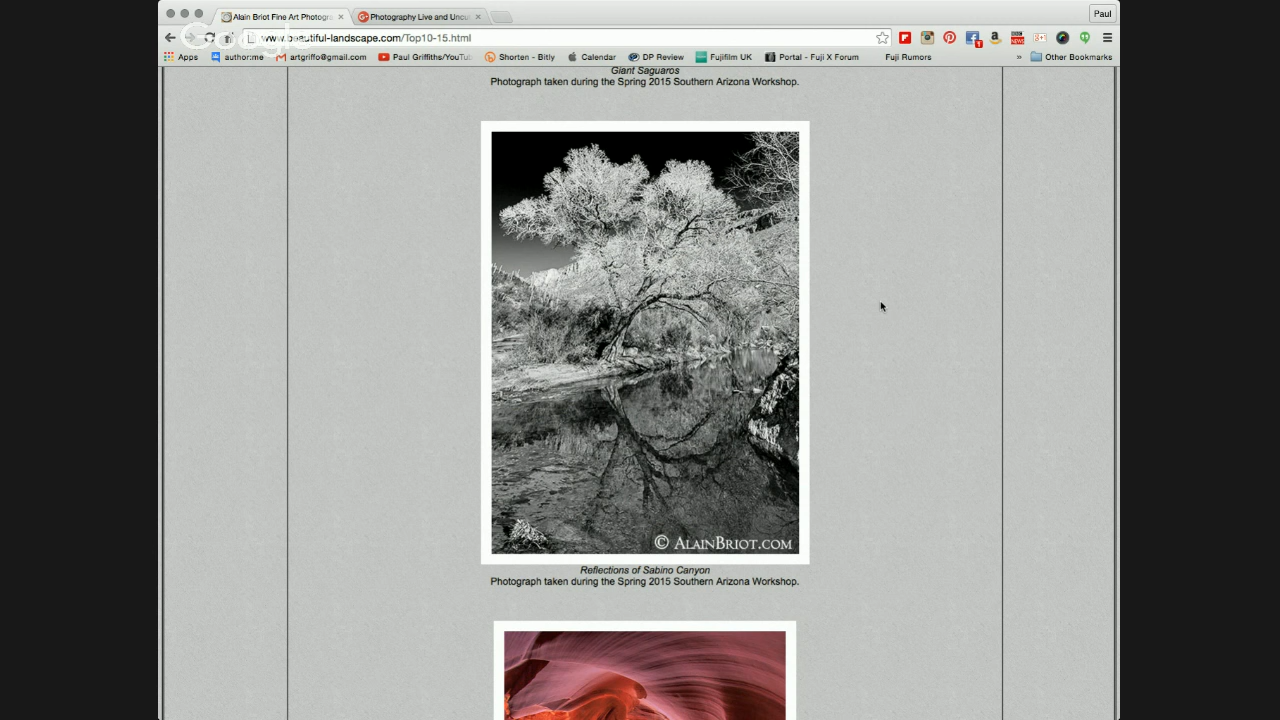 Alain Briot Fine Art Photogra
Photography Live and Uncu
Paul
Google
www.beautiful-landscape.com/Top10-15.html
Apps
author:me
artgriffo@gmail.com
Paul Griffiths/YouTu
Shorten - Bitly
Calendar
DP Review
Fujifilm UK
Portal - Fuji X Forum
Fuji Rumors
»
Other Bookmarks
Giant Saguaros
Photograph taken during the Spring 2015 Southern Arizona Workshop.
© AlainBriot.com
Reflections of Sabino Canyon
Photograph taken during the Spring 2015 Southern Arizona Workshop.